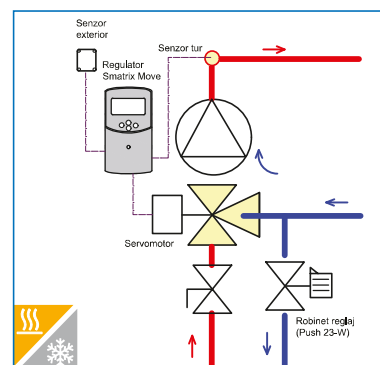 Senzor
exterior
Regulator
Smatrix Move
Senzor tur
Servomotor
Robinet reglaj
(Push 23-W)